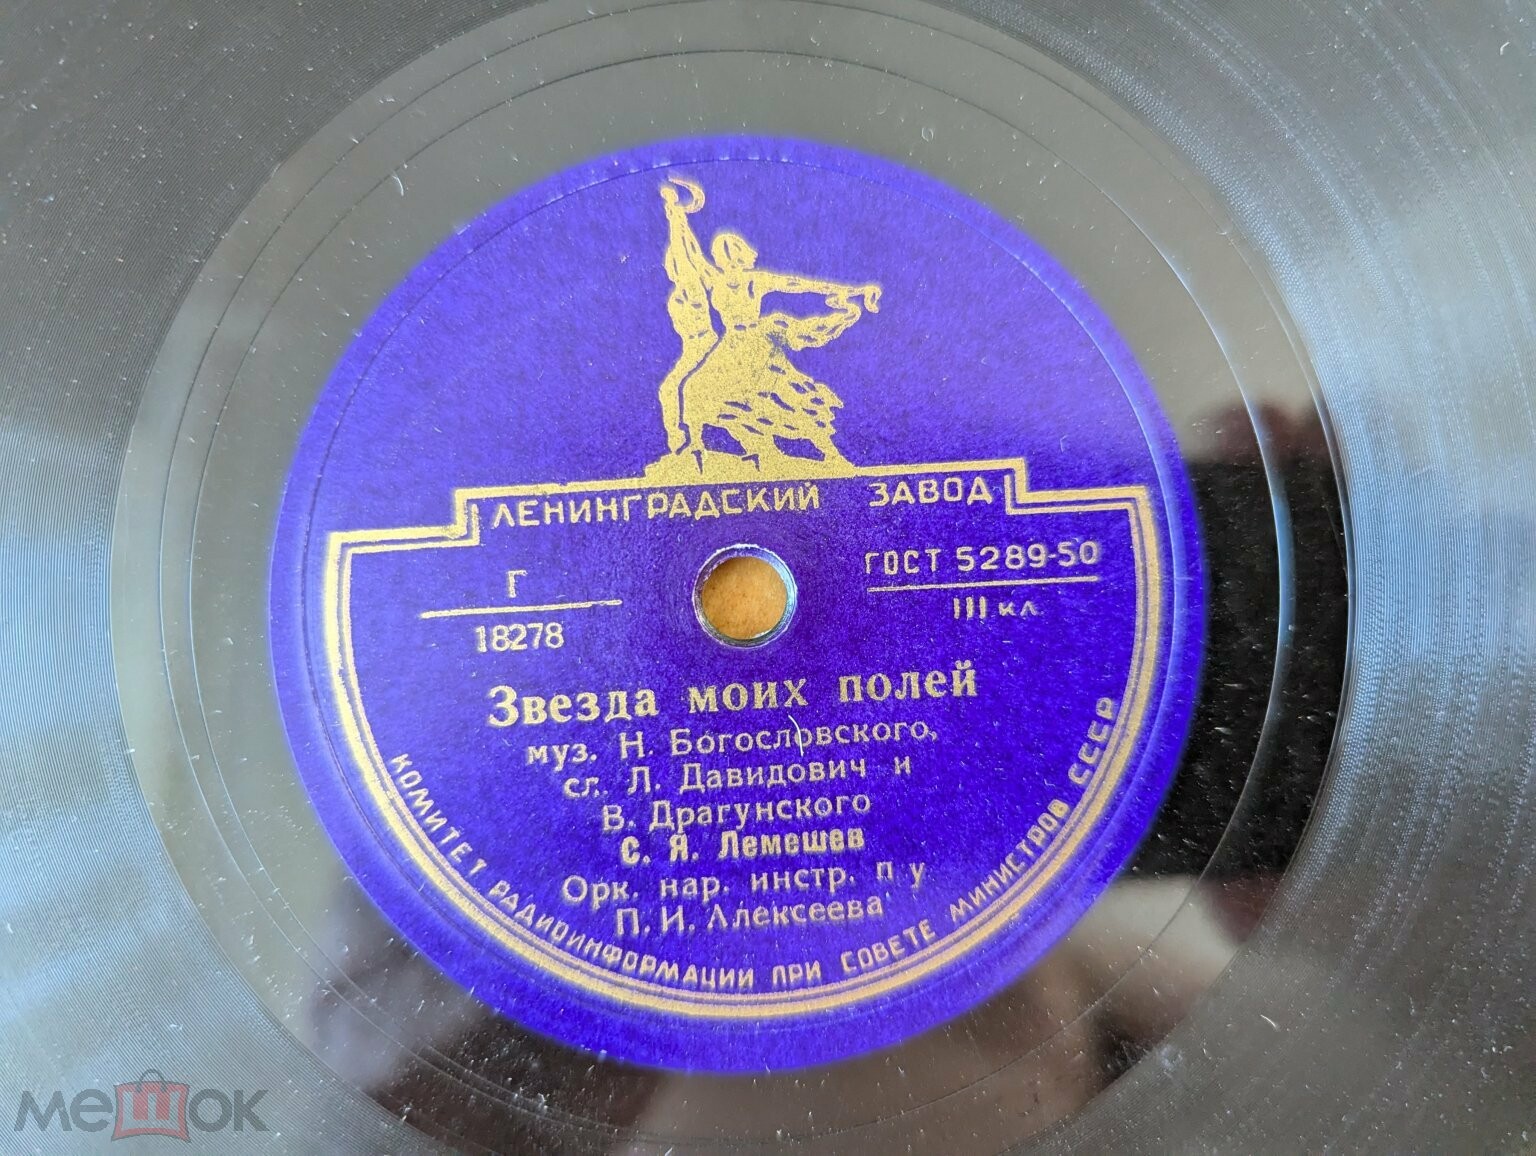 ЛЕНИНГРАДСКИЙ ЗАВОД
Г
18278
ГОСТ 5289-50
III кл.
Звезда моих полей
муз. Н. Богословского,
сл. Л. Давидович и
В. Драгунского
С. Я. Лемешев
Орк. нар. инстр. п/у
П. И. Алексеева
КОМИТЕТ РАДИОИНФОРМАЦИИ ПРИ СОВЕТЕ МИНИСТРОВ СССР
мешок